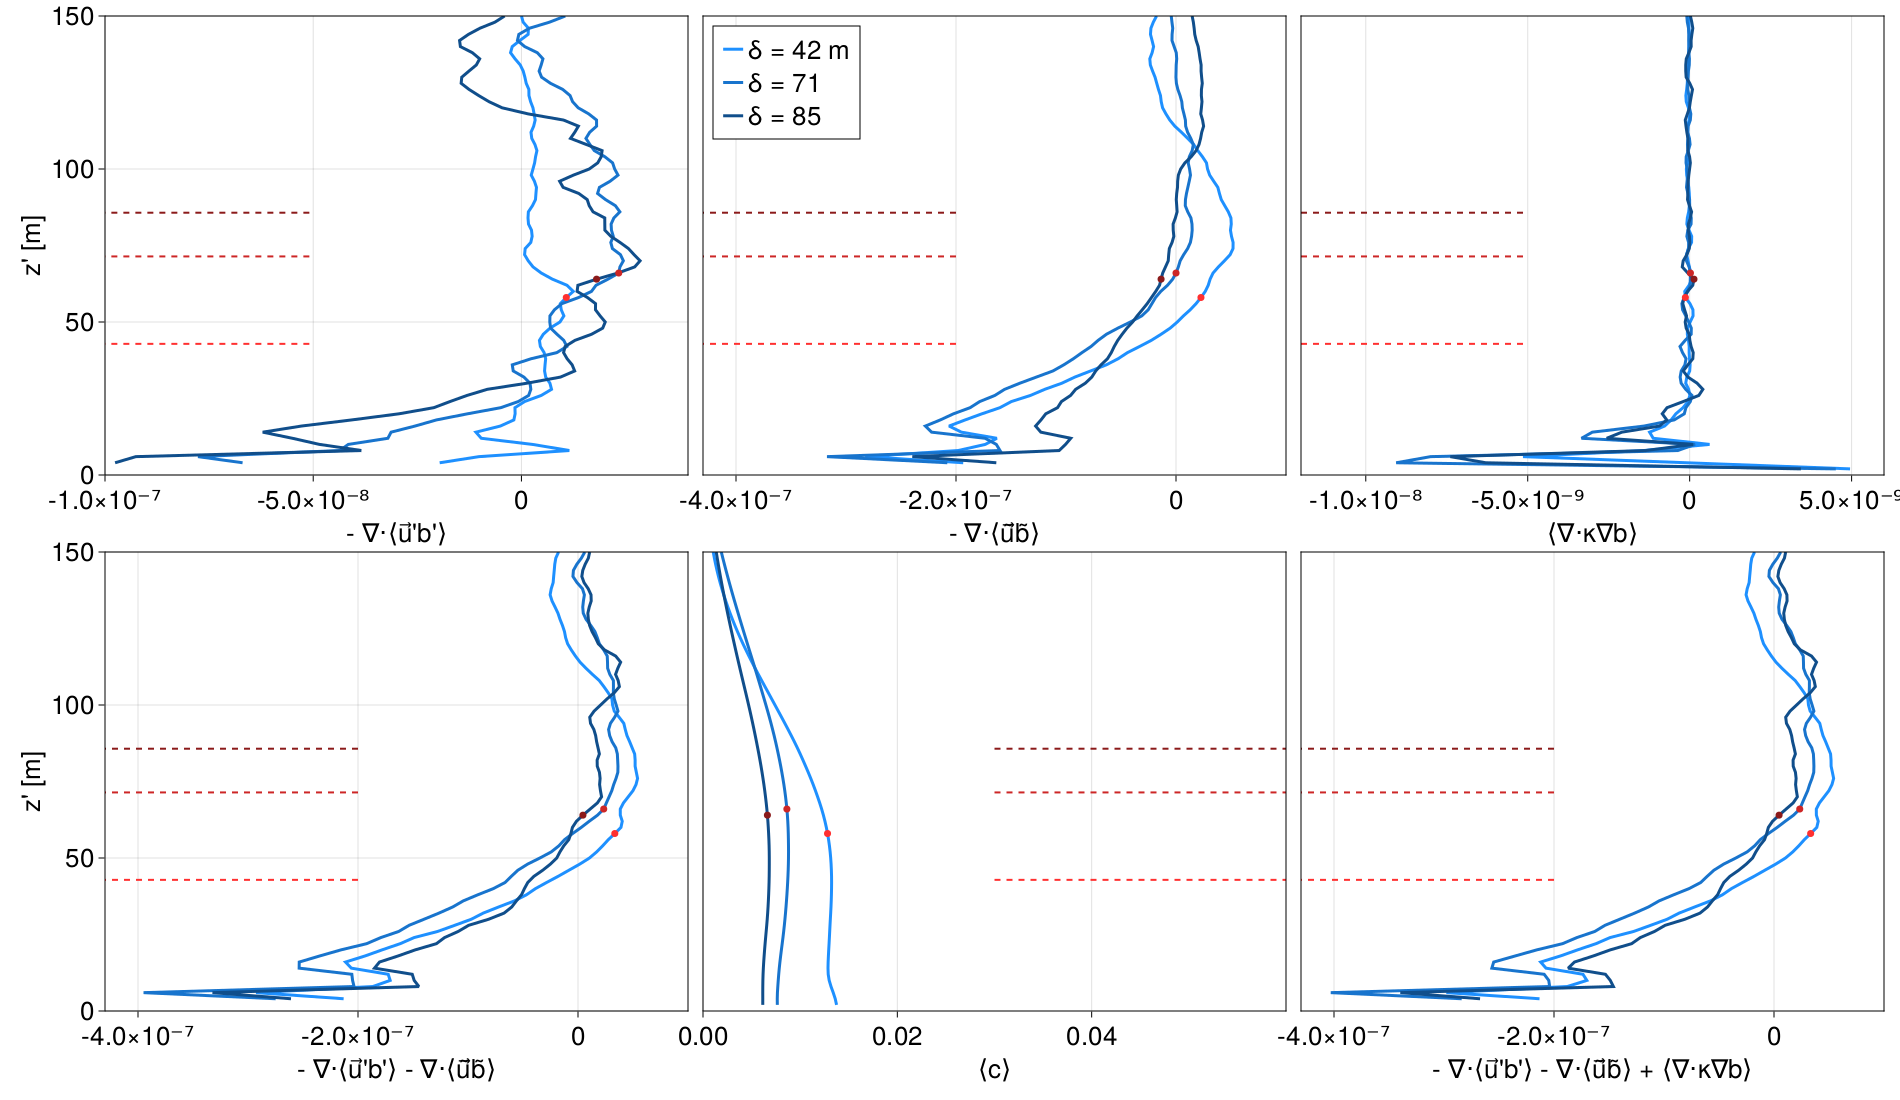 150
100
50
0
z' [m]
-1.0×10⁻⁷
-5.0×10⁻⁸
0
- ∇·⟨u⃗'b'⟩
δ = 42 m
δ = 71
δ = 85
-4.0×10⁻⁷
-2.0×10⁻⁷
0
- ∇·⟨u⃗̃b̃⟩
-1.0×10⁻⁸
-5.0×10⁻⁹
0
5.0×10⁻⁹
⟨∇·κ∇b⟩
150
100
50
0
z' [m]
-4.0×10⁻⁷
-2.0×10⁻⁷
0
- ∇·⟨u⃗'b'⟩ - ∇·⟨u⃗̃b̃⟩
0.00
0.02
0.04
⟨c⟩
-4.0×10⁻⁷
-2.0×10⁻⁷
0
- ∇·⟨u⃗'b'⟩ - ∇·⟨u⃗̃b̃⟩ + ⟨∇·κ∇b⟩